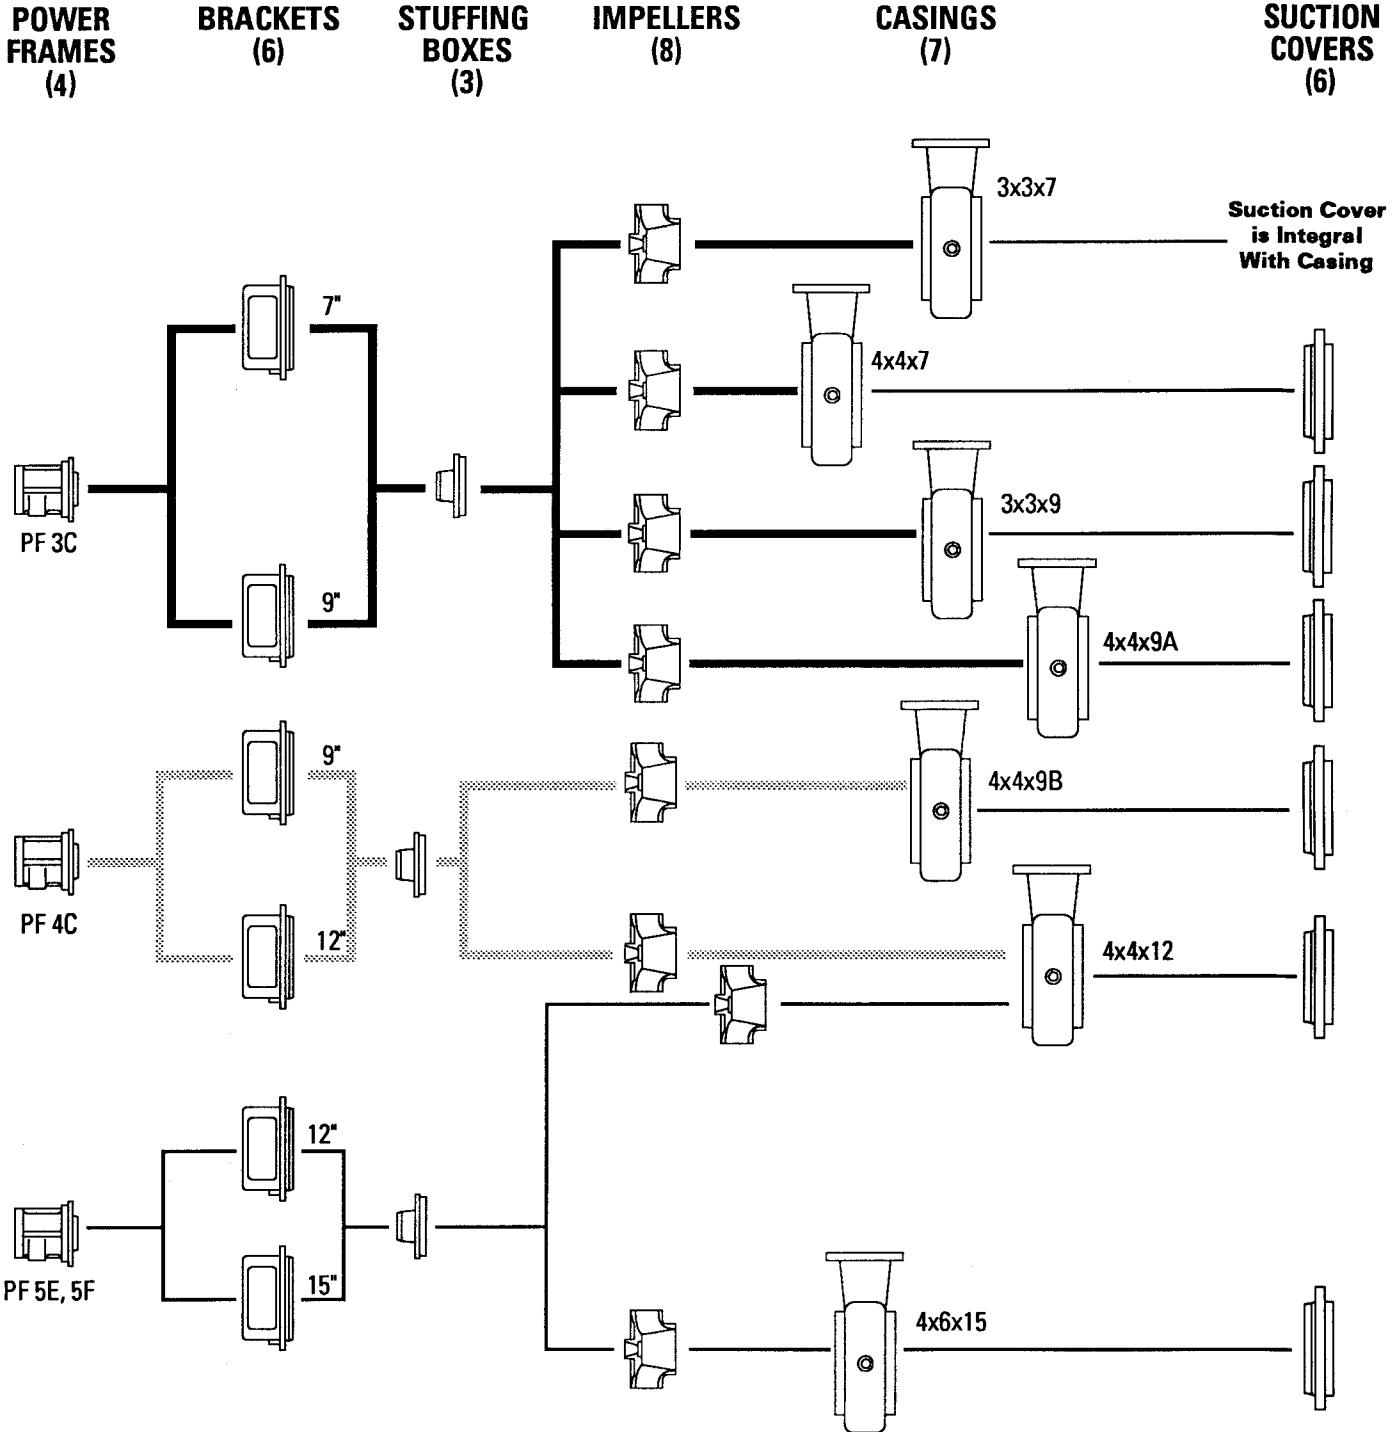 POWER
FRAMES
(4)
BRACKETS
(6)
STUFFING
BOXES
(3)
IMPELLERS
(8)
CASINGS
(7)
SUCTION
COVERS
(6)
3x3x7
Suction Cover
is Integral
With Casing
7"
4x4x7
3x3x9
PF 3C
9"
4x4x9A
9"
4x4x9B
PF 4C
12"
4x4x12
12"
PF 5E, 5F
15"
4x6x15